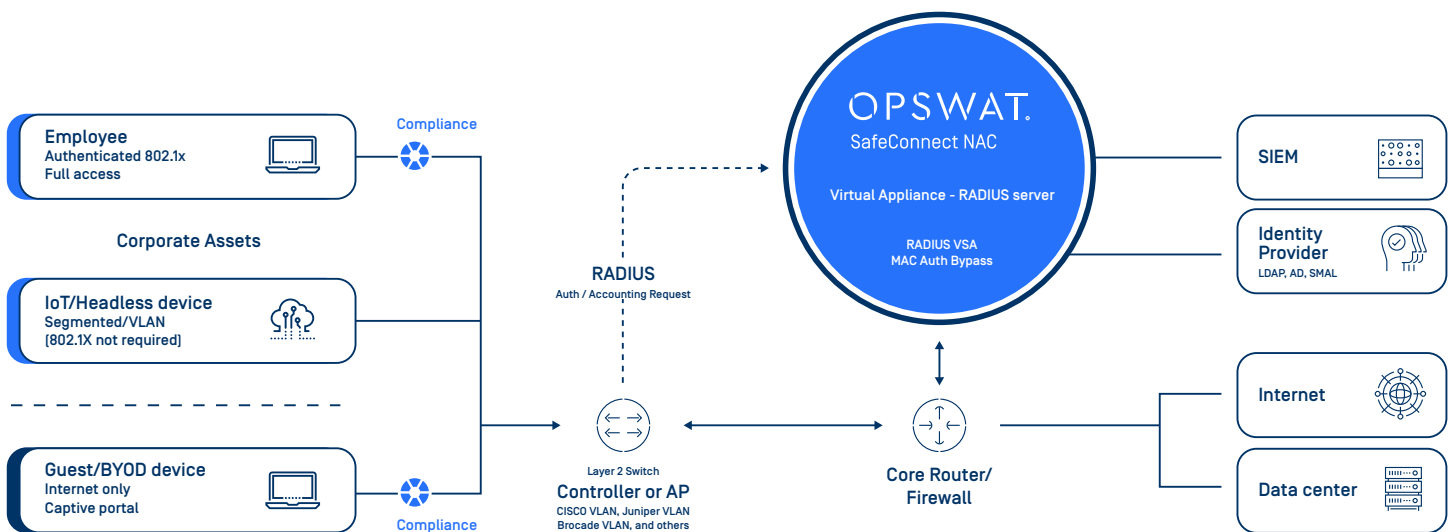 Employee
Authenticated 802.1x
Full access
Compliance
Corporate Assets
IoT/Headless device
Segmented/VLAN
(802.1X not required)
Guest/BYOD device
Internet only
Captive portal
Compliance
RADIUS
Auth / Accounting Request
Layer 2 Switch
Controller or AP
CISCO VLAN, Juniper VLAN
Brocade VLAN, and others
OPSWAT.
SafeConnect NAC
Virtual Appliance - RADIUS server
RADIUS VSA
MAC Auth Bypass
Core Router/
Firewall
SIEM
Identity
Provider
LDAP, AD, SMAL
Internet
Data center